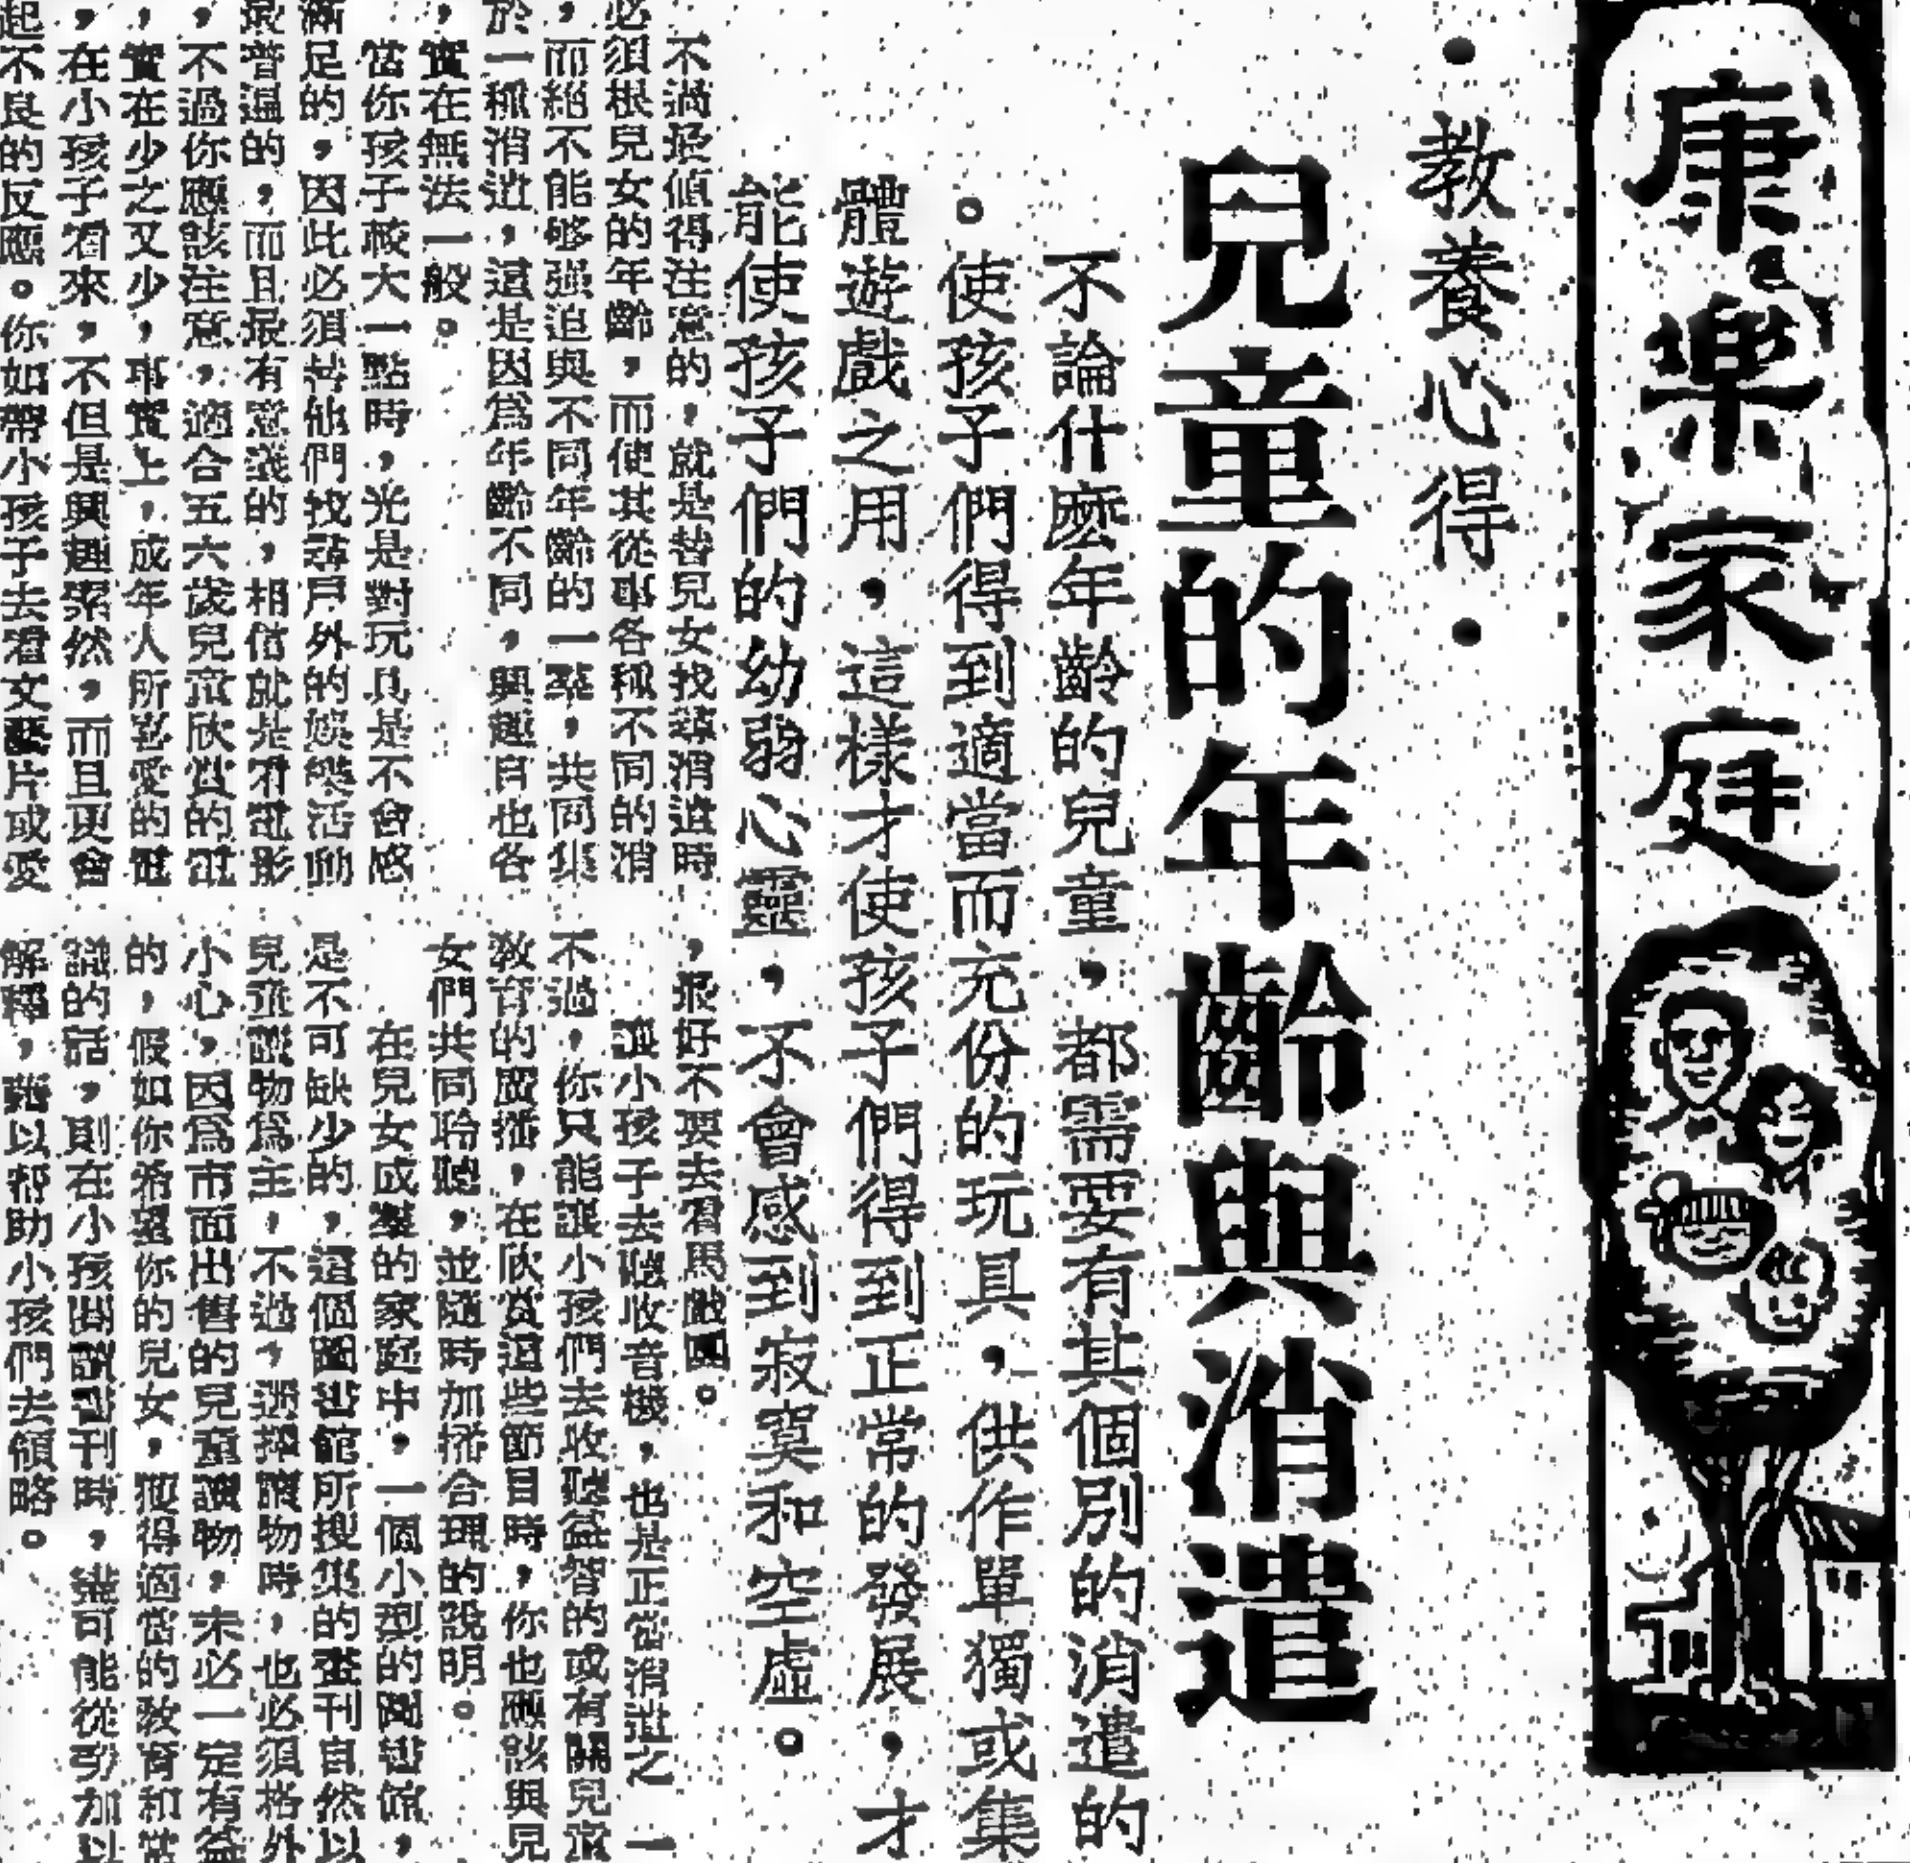 康樂家庭
·教養心得·
兒童的年齡與消遣
不論什麼年齡的兒童,都需要有其個別的消遣的
。使孩子們得到適當而充份的玩具,供作單獨或集
體遊戲之用,這樣才使孩子們得到正常的發展,才
能使孩子們的幼弱心靈,不會感到寂寞和空虛。
不過最值得注意的,就是替兒女找尋消遣時
必須根兒女的年齡,而使其從事各種不同的消
,而絕不能够强迫與不同年齡的一羣,共同集
於一種消遣,這是因爲年齡不同,興趣自也各
,實在無法一般。
當你孩子較大一點時,光是對玩具是不會感
滿足的,因此必須替他們找尋戶外的娛樂活動
最普遍的,而且最有意義的,相信就是看電影
,不過你應該注意,適合五六歲兒童欣賞的電
,實在少之又少,事實上,成年人所喜愛的電
,在小孩子看來,不但是興趣索然,而且更會
起不良的反應。你如帶小孩子去看文藝片或愛
,最好不要去看馬戲團。
讓小孩子去聽收音機,也是正當消遣之一
不過,你只能讓小孩們去收聽益智的或有關兒童
教育的廣播,在欣賞這些節目時,你也應該與兒
女們共同聆聽,並隨時加揷合理的說明。
在兒女成羣的家庭中,一個小型的圖書館,
是不可缺少的,這個圖書館所搜集的書刊自然以
兒童讀物爲主,不過,選擇讀物時,也必須格外
小心,因爲市面出售的兒童讀物,未必一定有益
的,假如你希望你的兒女,獲得適當的教育和
識的話,則在小孩閱讀書刊時,儘可能從旁加以
解釋,藉以幫助小孩們去領略。